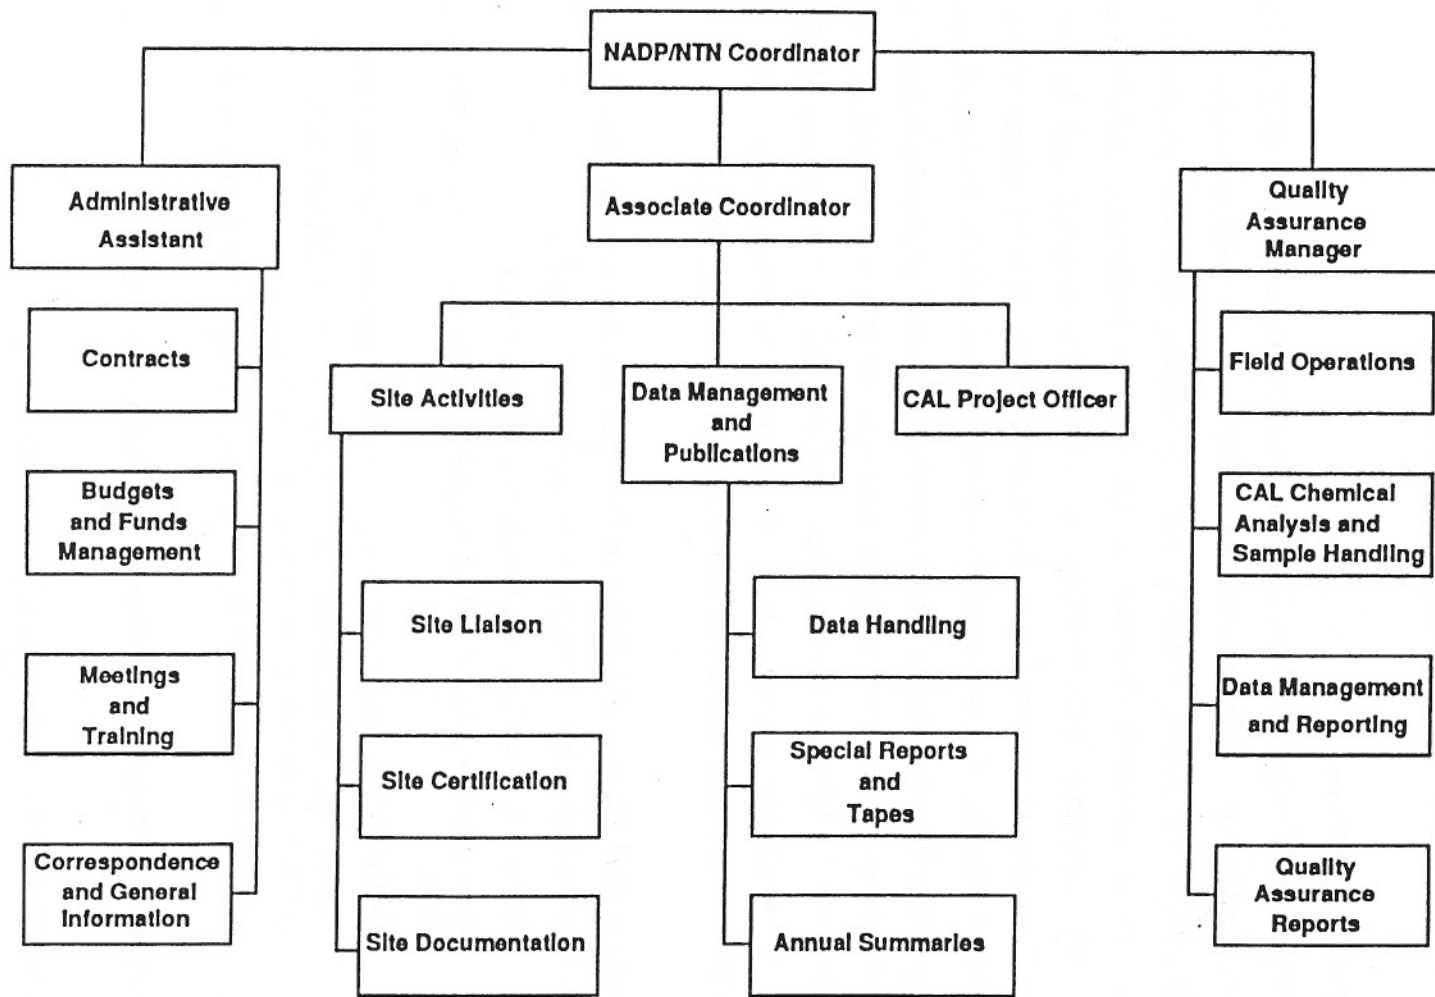 NADP/NTN Coordinator
Administrative
Assistant
Associate Coordinator
Quality
Assurance
Manager
Contracts
Budgets
and Funds
Management
Meetings
and
Training
Correspondence
and General
Information
Site Activities
Site Liaison
Site Certification
Site Documentation
Data Management
and
Publications
Data Handling
Special Reports
and
Tapes
Annual Summaries
CAL Project Officer
Field Operations
CAL Chemical
Analysis and
Sample Handling
Data Management
and Reporting
Quality
Assurance
Reports